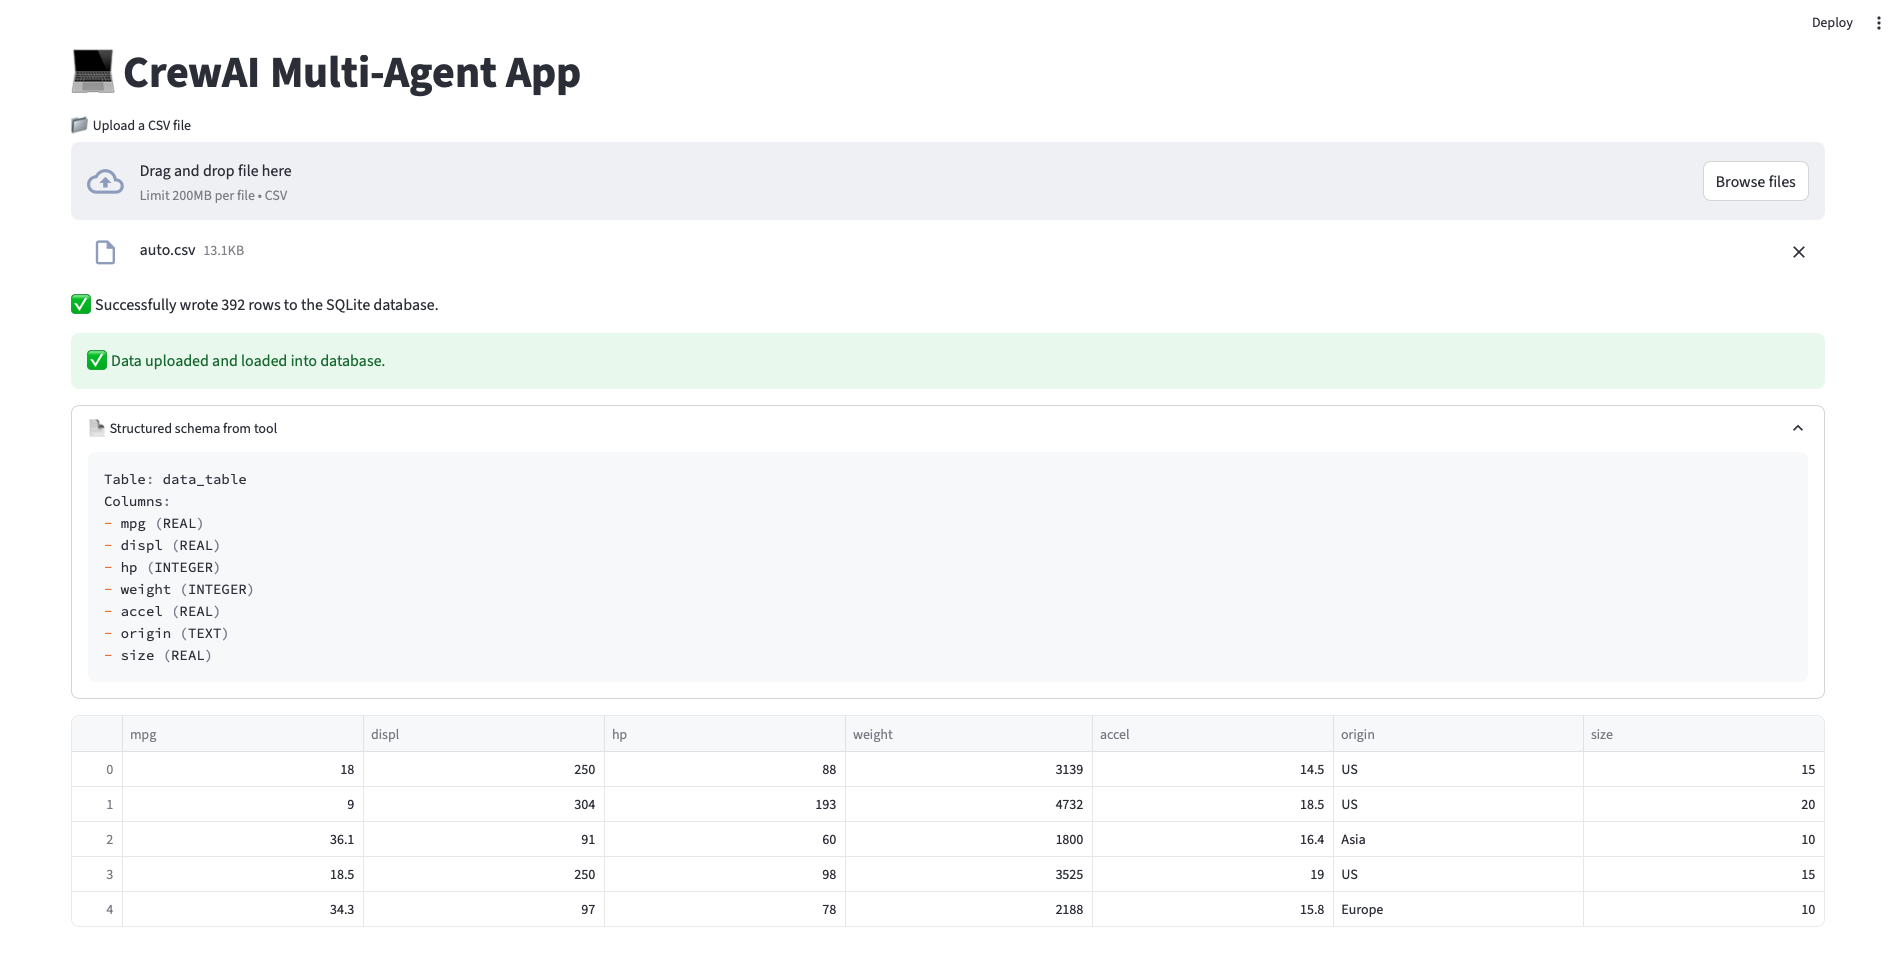 Deploy
CrewAI Multi-Agent App
Upload a CSV file
Drag and drop file here
Limit 200MB per file • CSV
Browse files
auto.csv 13.1KB
Successfully wrote 392 rows to the SQLite database.
Data uploaded and loaded into database.
Structured schema from tool
Table: data_table
Columns:
- mpg (REAL)
- displ (REAL)
- hp (INTEGER)
- weight (INTEGER)
- accel (REAL)
- origin (TEXT)
- size (REAL)
mpg displ hp weight accel origin size
0 18 250 88 3139 14.5 US 15
1 9 304 193 4732 18.5 US 20
2 36.1 91 60 1800 16.4 Asia 10
3 18.5 250 98 3525 19 US 15
4 34.3 97 78 2188 15.8 Europe 10